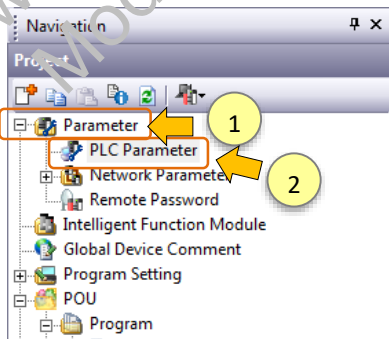 Navigation
Project
Parameter
1
PLC Parameter
Network Parameter
2
Remote Password
Intelligent Function Module
Global Device Comment
Program Setting
POU
Program